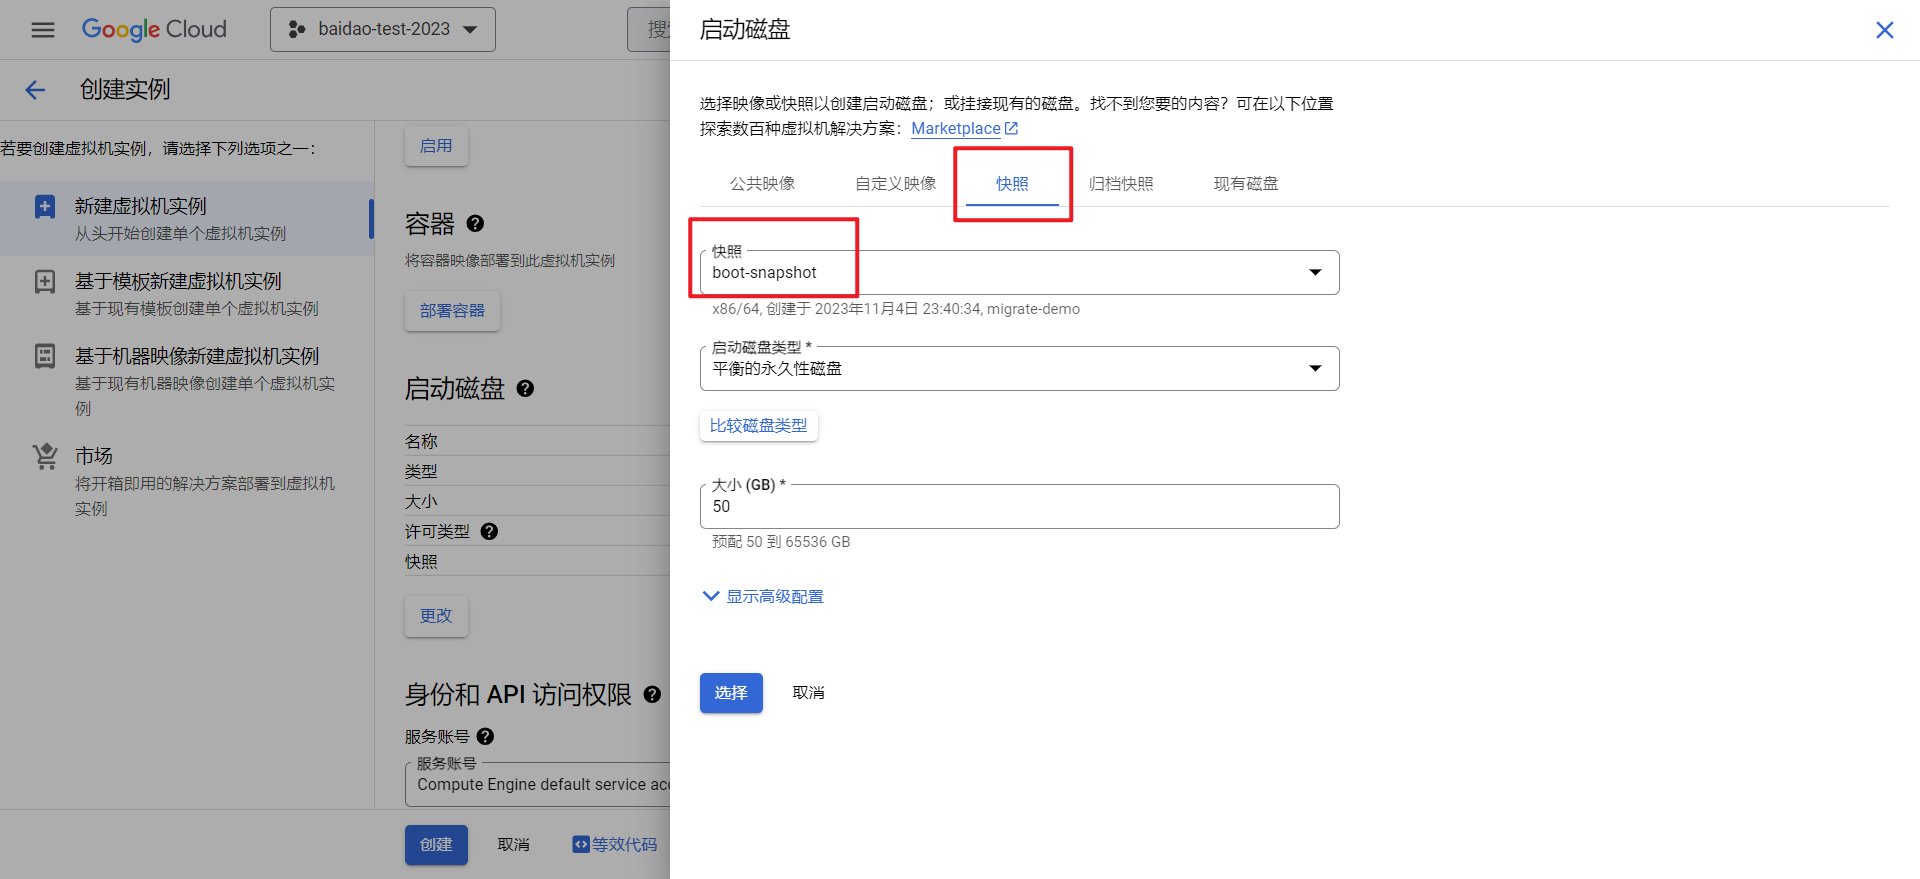 Google Cloud
baidao-test-2023
创建实例
若要创建虚拟机实例，请选择下列选项之一：
新建虚拟机实例
从头开始创建单个虚拟机实例
基于模板新建虚拟机实例
基于现有模板创建单个虚拟机实例
基于机器映像新建虚拟机实例
基于现有机器映像创建单个虚拟机实
例
市场
将开箱即用的解决方案部署到虚拟机
实例
启用
容器
将容器映像部署到此虚拟机实例
部署容器
启动磁盘
名称
类型
大小
许可类型
快照
更改
身份和 API 访问权限
服务账号
服务账号
Compute Engine default service
创建
取消
等效代码
启动磁盘
选择映像或快照以创建启动磁盘；或挂接现有的磁盘。找不到您要的内容？可在以下位置
探索数百种虚拟机解决方案：Marketplace
公共映像
自定义映像
快照
归档快照
现有磁盘
快照
boot-snapshot
x86/64, 创建于 2023年11月4日 23:40:34, migrate-demo
启动磁盘类型 *
平衡的永久性磁盘
比较磁盘类型
大小 (GB) *
50
预配 50 到 65536 GB
显示高级配置
选择
取消